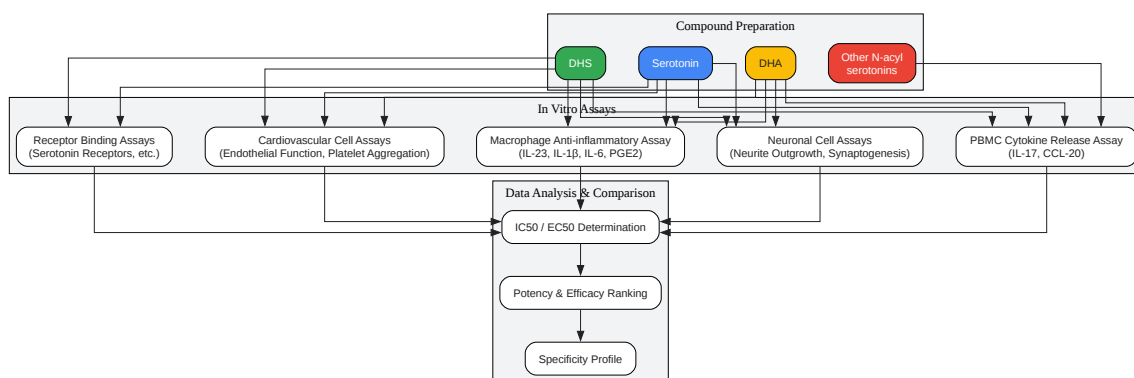 Compound Preparation
DHS
Serotonin
DHA
Other N-acyl
serotonins
In Vitro Assays
Receptor Binding Assays
(Serotonin Receptors, etc.)
Cardiovascular Cell Assays
(Endothelial Function, Platelet Aggregation)
Macrophage Anti-inflammatory Assay
(IL-23, IL-1β, IL-6, PGE2)
Neuronal Cell Assays
(Neurite Outgrowth, Synaptogenesis)
PBMC Cytokine Release Assay
(IL-17, CCL-20)
Data Analysis & Comparison
IC50 / EC50 Determination
Potency & Efficacy Ranking
Specificity Profile